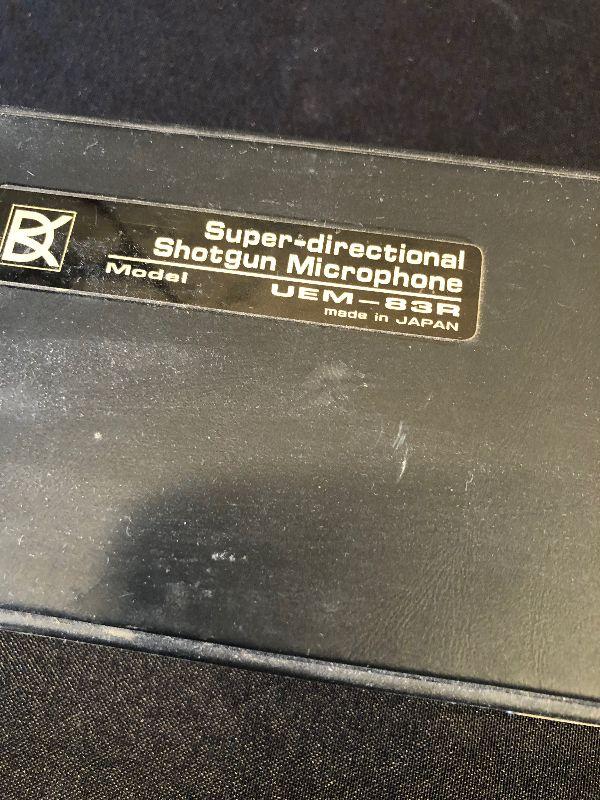 Super-directional
Shotgun Microphone
Model UEM-83R
made in JAPAN